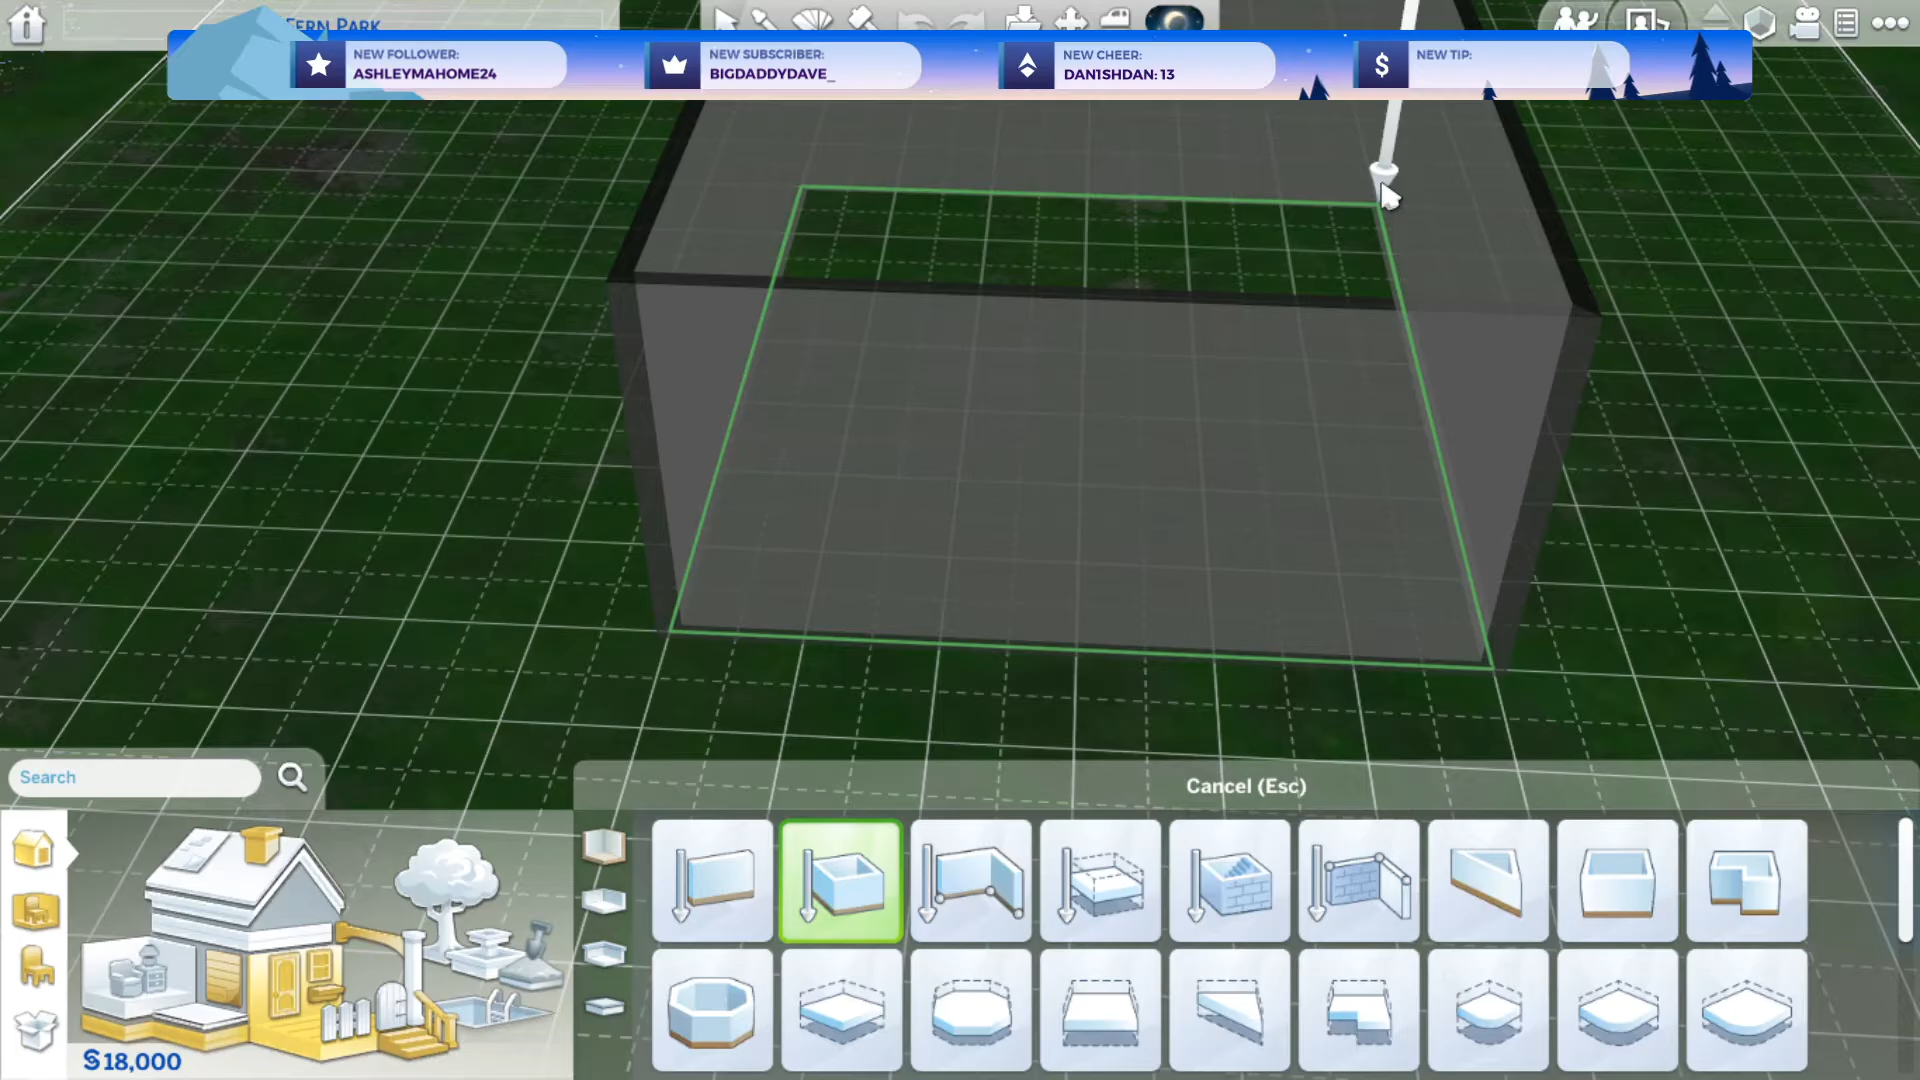 FERN PARK
NEW FOLLOWER:
ASHLEYMAHOME24
NEW SUBSCRIBER:
BIGDADDYDAVE_
NEW CHEER:
DAN1SHDAN: 13
NEW TIP:
Search
Cancel (Esc)
§18,000